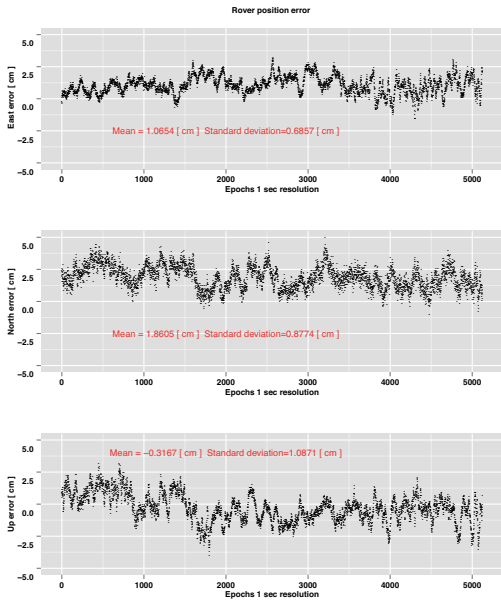 Rover position error
East error [ cm ]
5.0
2.5
0.0
−2.5
−5.0
Mean = 1.0654 [ cm ]  Standard deviation=0.6857 [ cm ]
0 1000 2000 3000 4000 5000
Epochs 1 sec resolution
North error [ cm ]
5.0
2.5
0.0
−2.5
−5.0
Mean = 1.8605 [ cm ]  Standard deviation=0.8774 [ cm ]
0 1000 2000 3000 4000 5000
Epochs 1 sec resolution
Up error [ cm ]
5.0
2.5
0.0
−2.5
−5.0
Mean = −0.3167 [ cm ]  Standard deviation=1.0871 [ cm ]
0 1000 2000 3000 4000 5000
Epochs 1 sec resolution